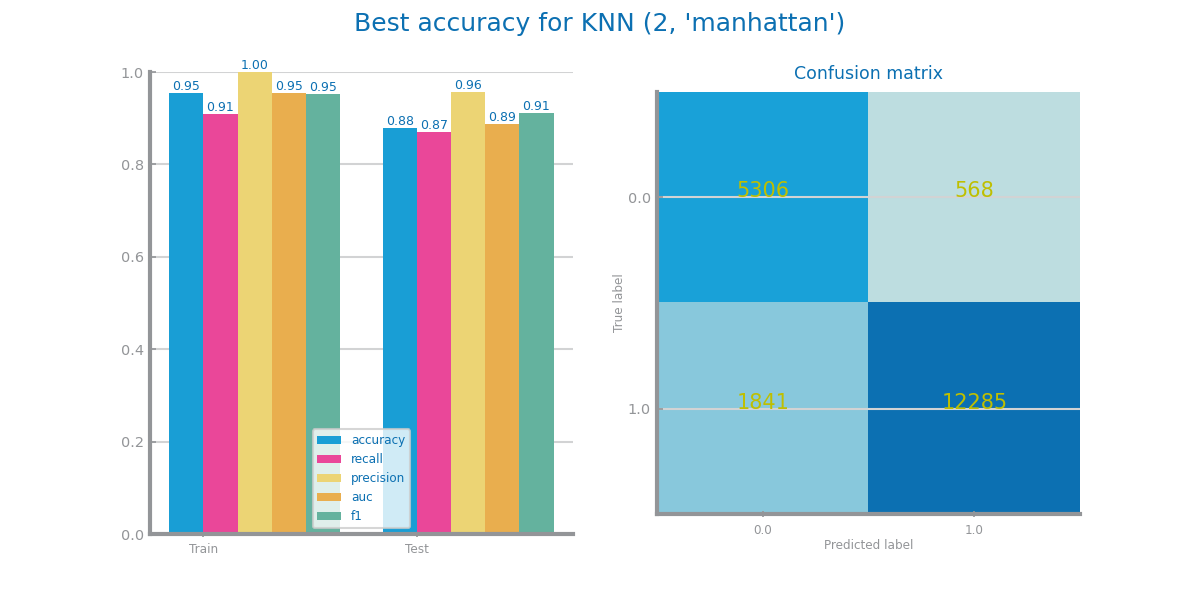 Best accuracy for KNN (2, 'manhattan')
1.0
0.8
0.6
0.4
0.2
0.0
0.95
0.91
1.00
0.95
0.95
0.88
0.87
0.96
0.89
0.91
accuracy
recall
precision
auc
f1
Train
Test
Confusion matrix
True label
0.0
1.0
5306
568
1841
12285
0.0
1.0
Predicted label